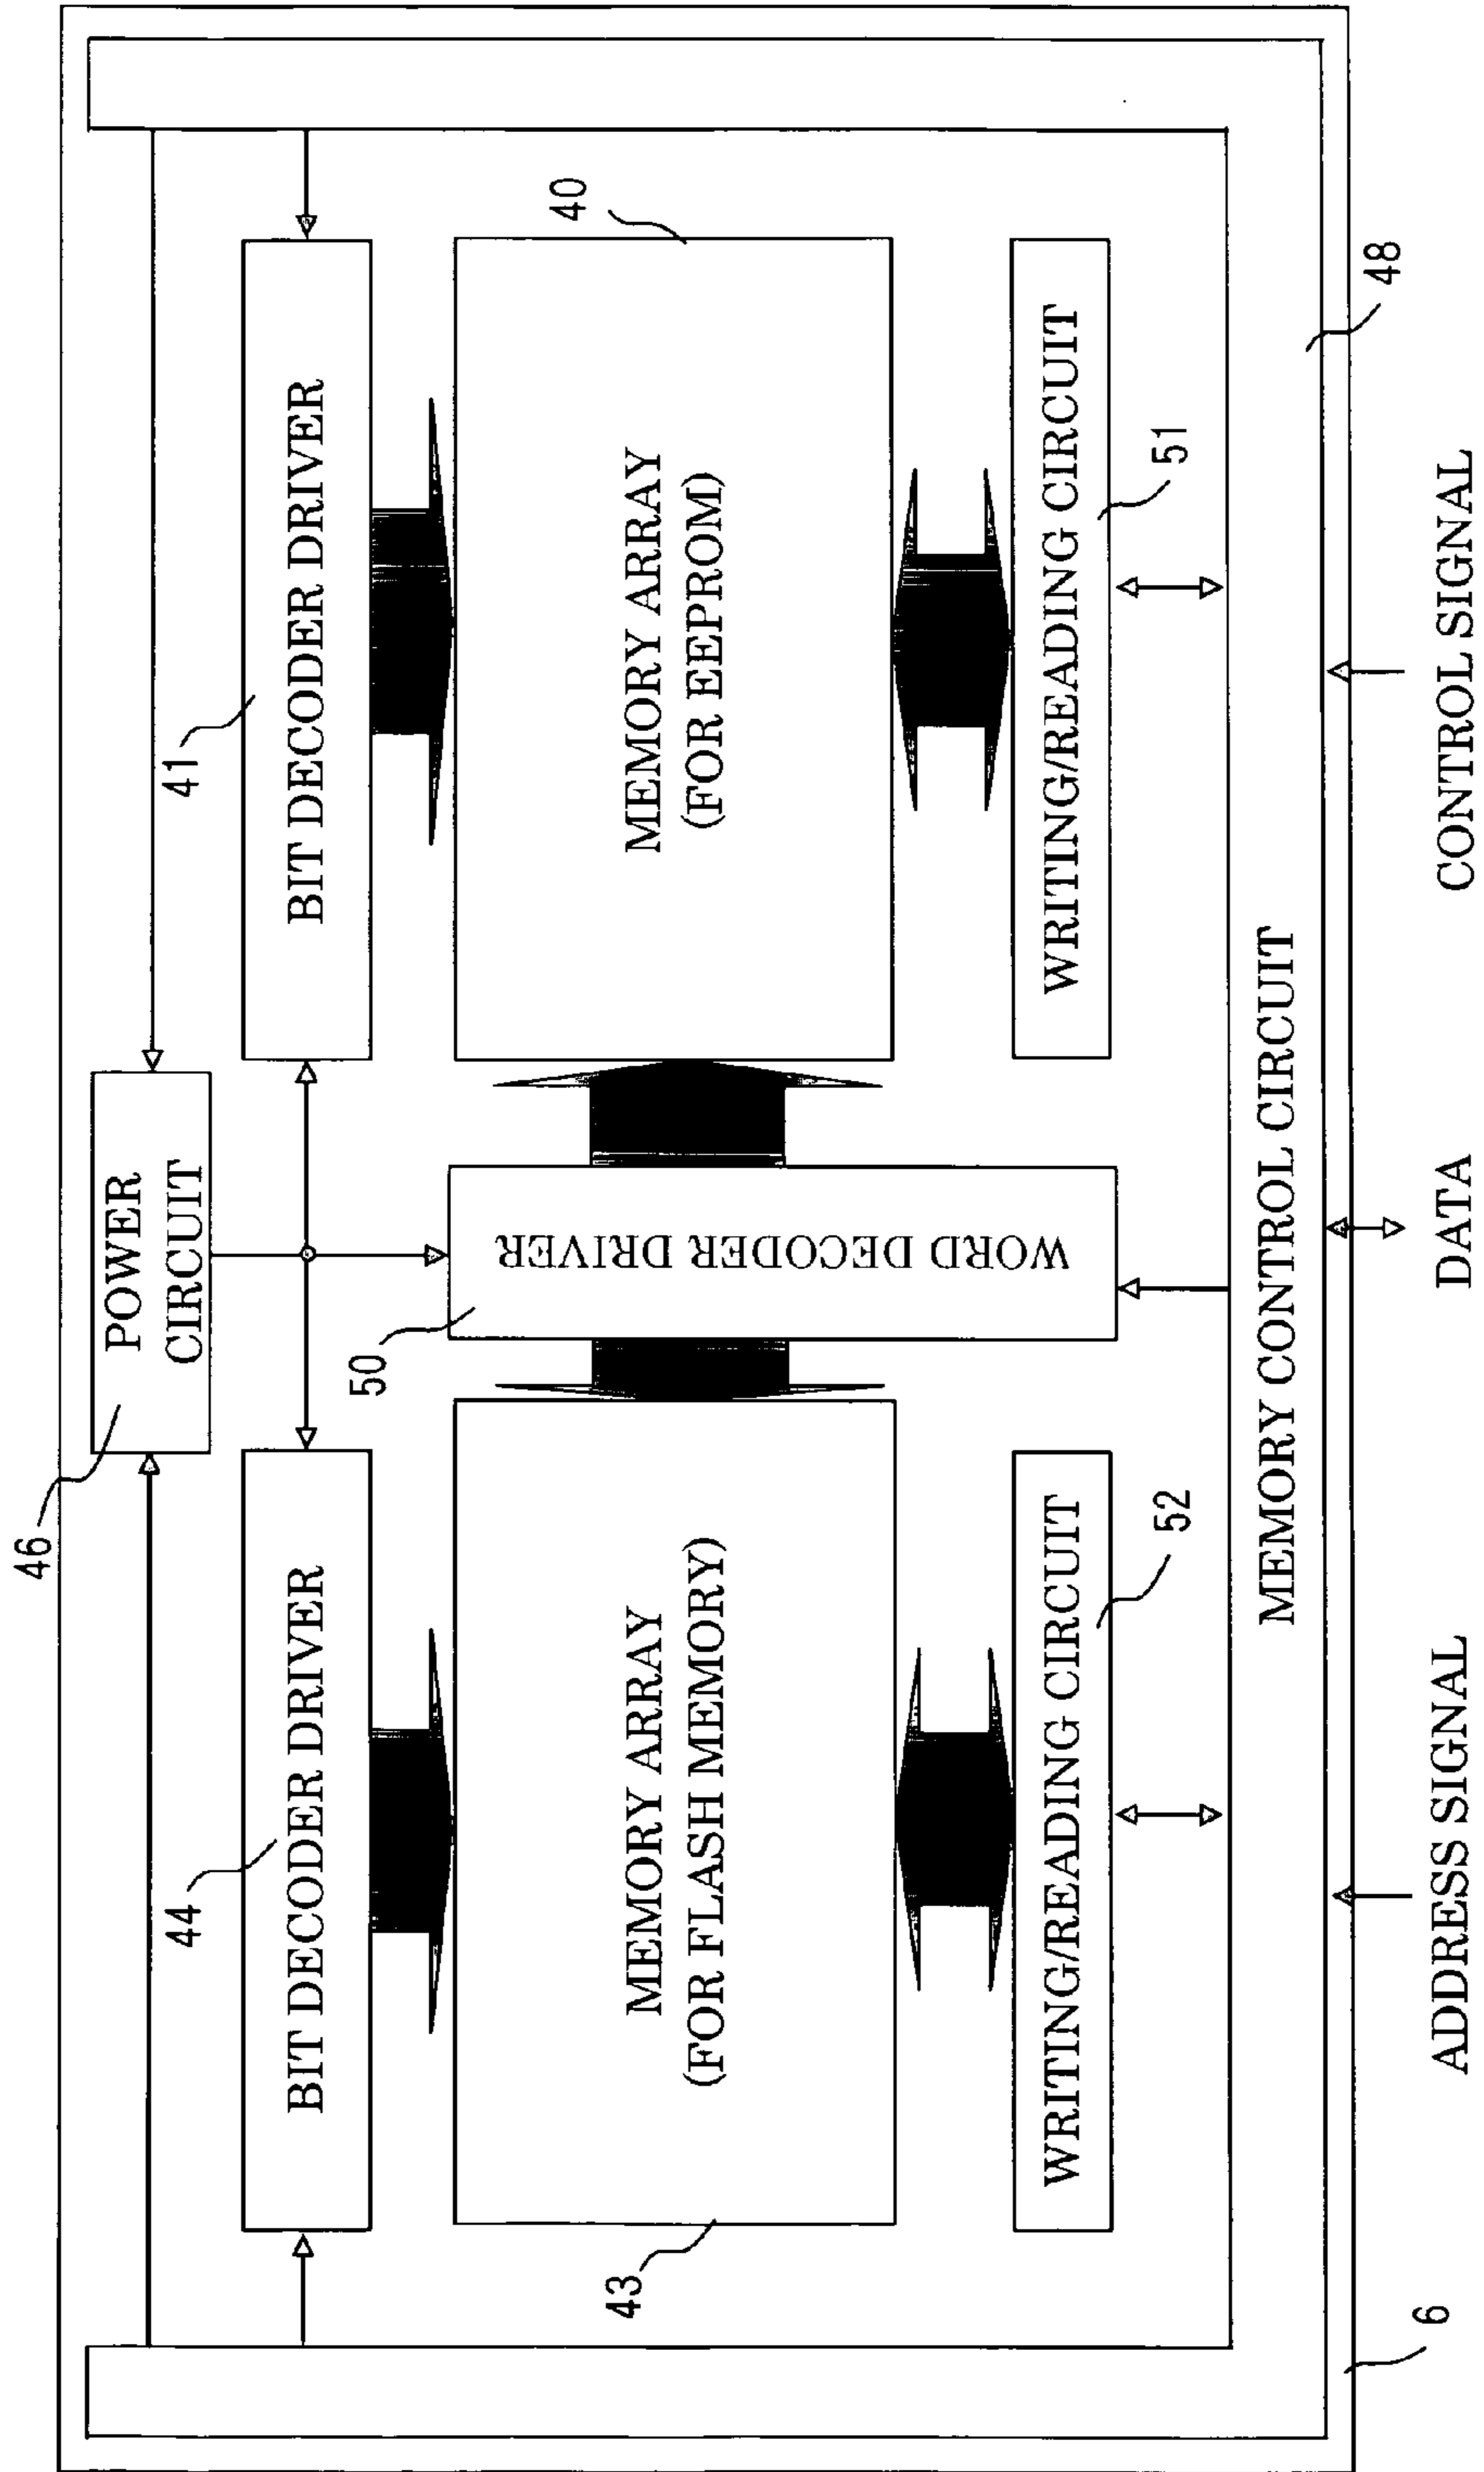 46
POWER
CIRCUIT
44
BIT DECODER DRIVER
41
BIT DECODER DRIVER
50
WORD DECODER DRIVER
43
MEMORY ARRAY
(FOR FLASH MEMORY)
40
MEMORY ARRAY
(FOR EEPROM)
WRITING/READING CIRCUIT
52
WRITING/READING CIRCUIT
51
MEMORY CONTROL CIRCUIT
48
6
ADDRESS SIGNAL
DATA
CONTROL SIGNAL